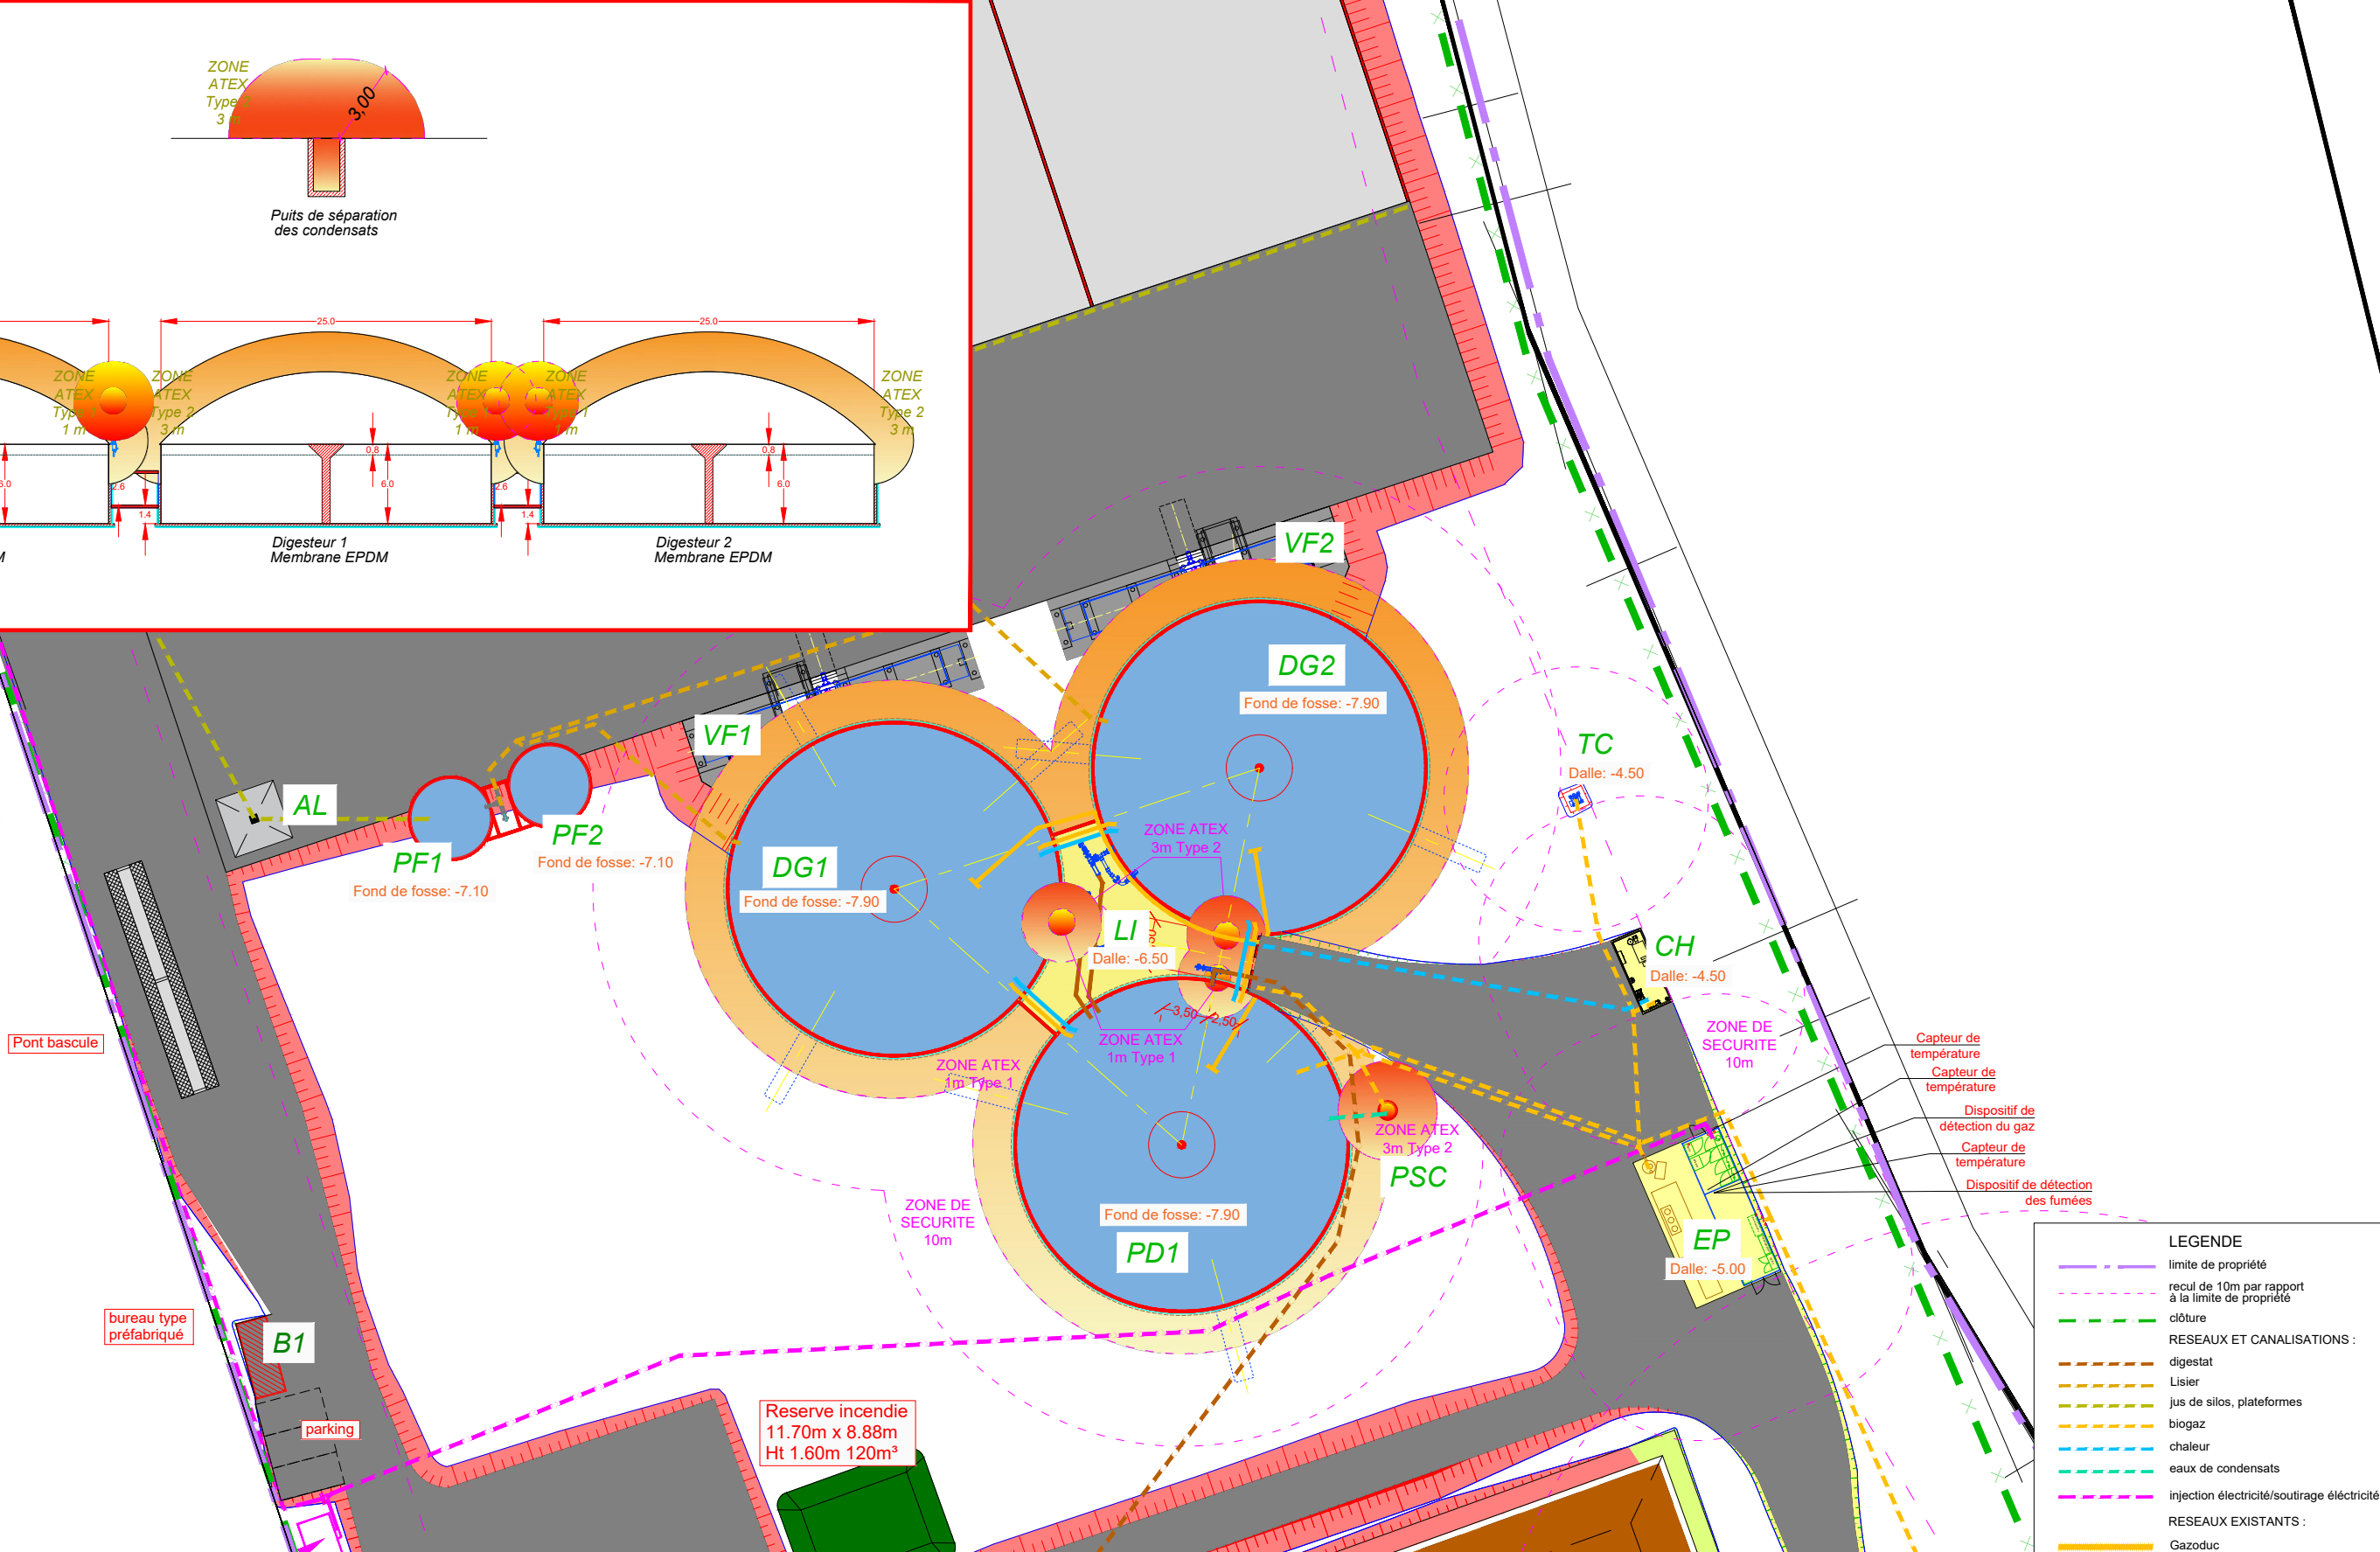 ZONE
ATEX
Type 2
3 m
3,00
Puits de séparation
des condensats
25.0
25.0
ZONE
ATEX
Type 1
1 m
ZONE
ATEX
Type 2
3 m
ZONE
ATEX
Type 1
1 m
ZONE
ATEX
Type 1
1 m
ZONE
ATEX
Type 2
3 m
0.8
6.0
2.6
1.4
0.8
6.0
2.6
1.4
Digesteur 1
Membrane EPDM
Digesteur 2
Membrane EPDM
VF2
DG2
Fond de fosse: -7.90
VF1
TC
Dalle: -4.50
AL
PF2
Fond de fosse: -7.10
PF1
Fond de fosse: -7.10
DG1
Fond de fosse: -7.90
ZONE ATEX
3m Type 2
LI
Dalle: -6.50
CH
Dalle: -4.50
3,50
2,50
ZONE ATEX
1m Type 1
ZONE ATEX
1m Type 1
ZONE DE
SECURITE
10m
Pont bascule
Capteur de
température
Capteur de
température
Dispositif de
détection du gaz
Capteur de
température
Dispositif de détection
des fumées
ZONE ATEX
3m Type 2
PSC
ZONE DE
SECURITE
10m
Fond de fosse: -7.90
PD1
EP
Dalle: -5.00
bureau type
préfabriqué
B1
parking
Reserve incendie
11.70m x 8.88m
Ht 1.60m 120m³
LEGENDE
limite de propriété
recul de 10m par rapport
à la limite de propriété
clôture
RESEAUX ET CANALISATIONS :
digestat
Lisier
jus de silos, plateformes
biogaz
chaleur
eaux de condensats
injection électricité/soutirage éléctricité
RESEAUX EXISTANTS :
Gazoduc